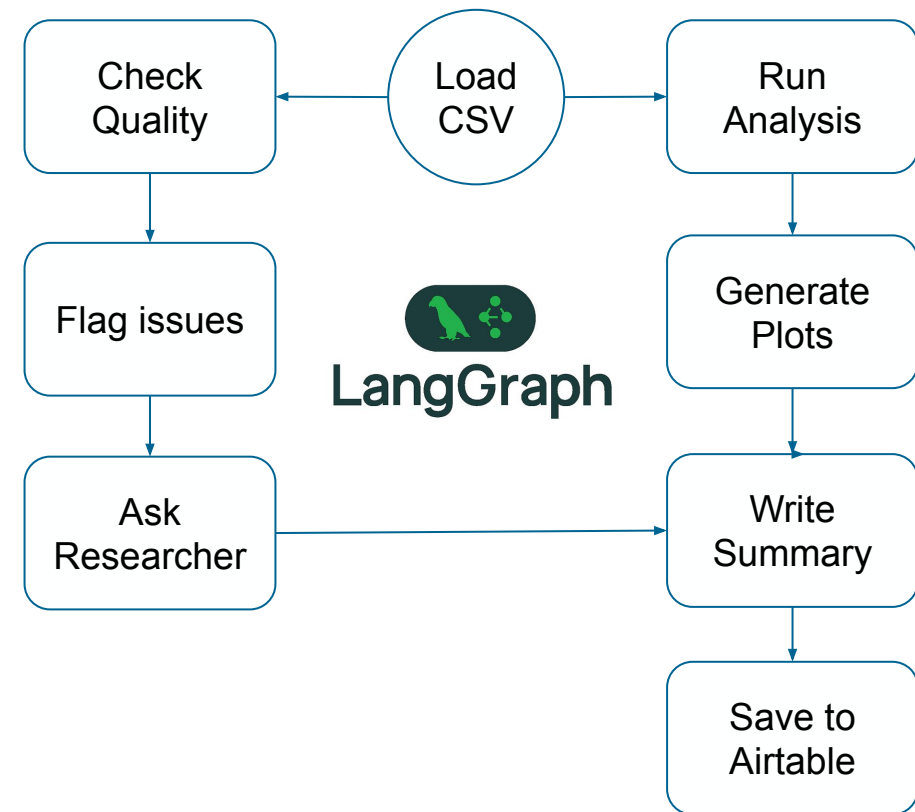 Check
Quality
Load
CSV
Run
Analysis
Flag issues
Generate
Plots
LangGraph
Ask
Researcher
Write
Summary
Save to
Airtable